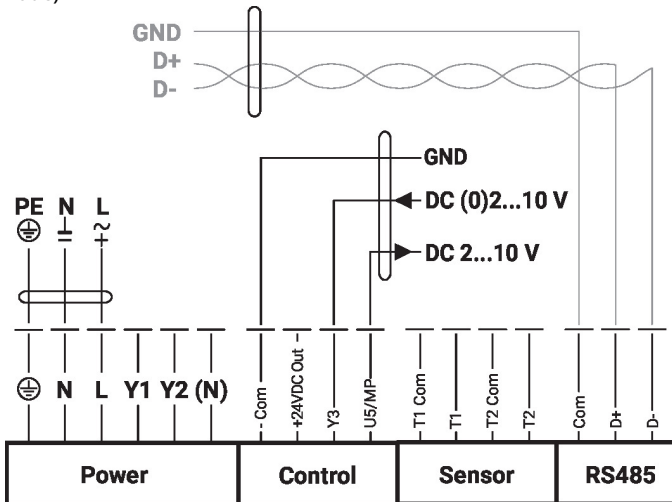 GND
D+
D-
GND
DC (0)2...10 V
DC 2...10 V
PE N L
N L Y1 Y2 (N)
- Com
+24VDC Out -
Y3
U5/MP
T1 Com
T1
T2 Com
T2
Com
D+
D-
Power
Control
Sensor
RS485